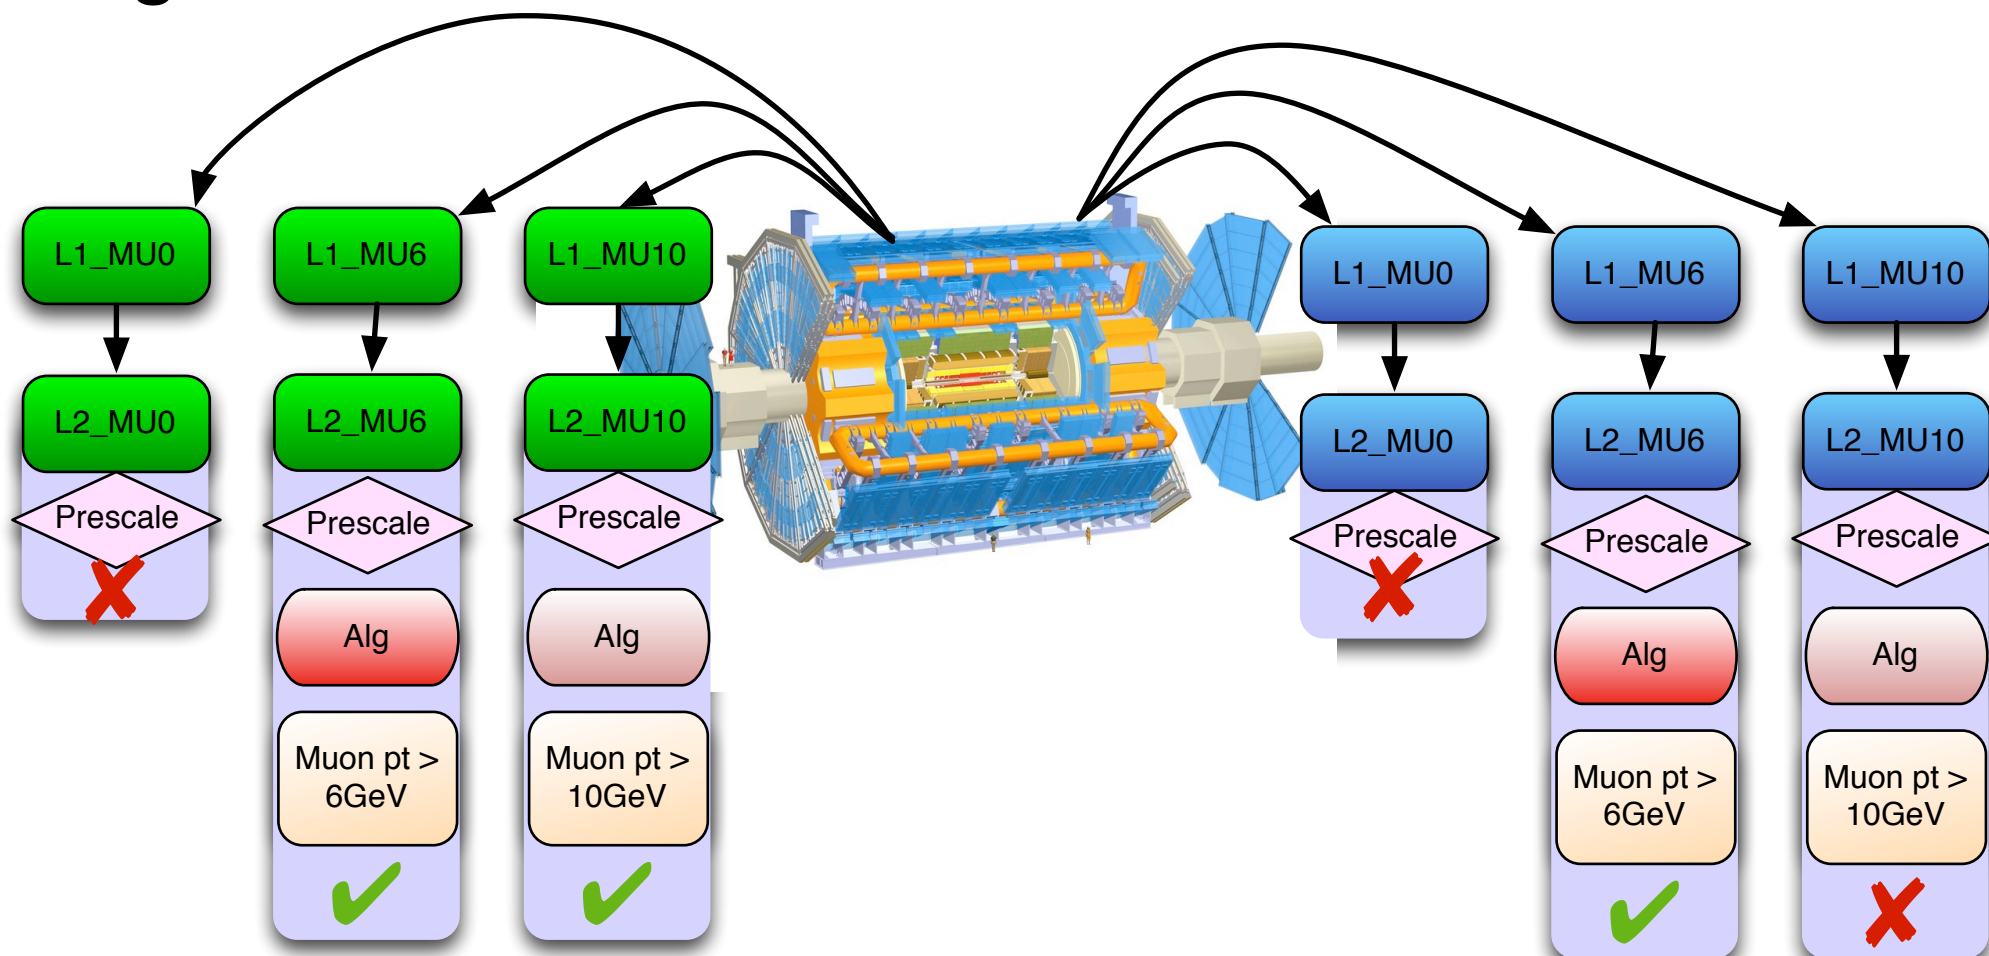 L1_MU0
L1_MU6
L1_MU10
L1_MU0
L1_MU6
L1_MU10
L2_MU0
L2_MU6
L2_MU10
L2_MU0
L2_MU6
L2_MU10
Prescale
Prescale
Prescale
Prescale
Prescale
Prescale
Alg
Alg
Alg
Alg
Muon pt >
6GeV
Muon pt >
10GeV
Muon pt >
6GeV
Muon pt >
10GeV